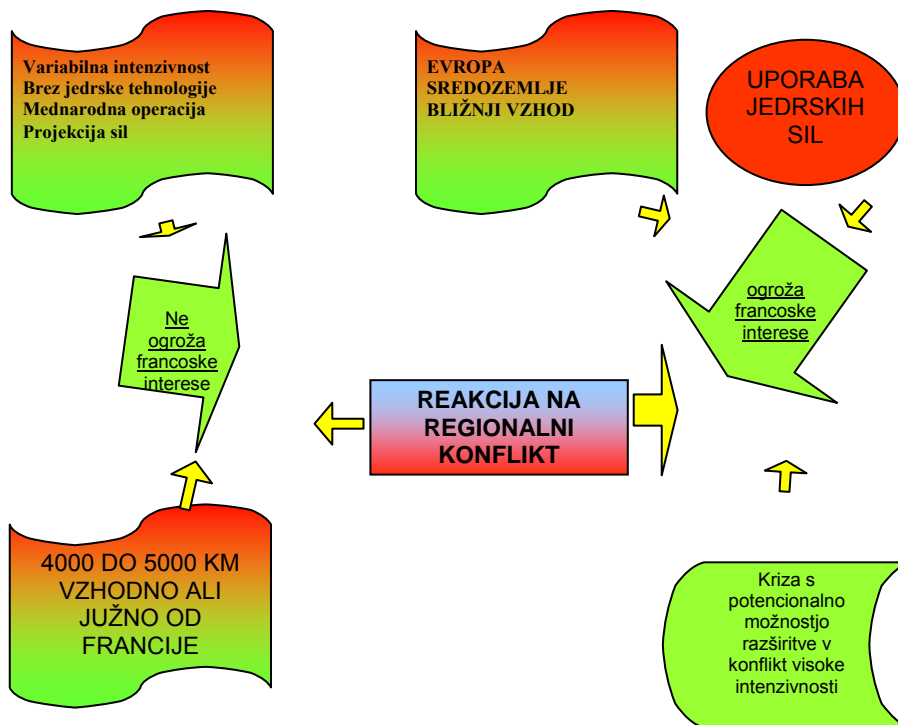 Variabilna intenzivnost
Brez jedrske tehnologije
Mednarodna operacija
Projekcija sil
EVROPA
SREDOZEMLJE
BLIŽNJI VZHOD
UPORABA
JEDRSKIH
SIL
Ne
ogroža
francoske
interese
ogroža
francoske
interese
REAKCIJA NA
REGIONALNI
KONFLIKT
4000 DO 5000 KM
VZHODNO ALI
JUŽNO OD
FRANCIJE
Kriza s
potencionalno
možnostjo
razširitve v
konflikt visoke
intenzivnosti